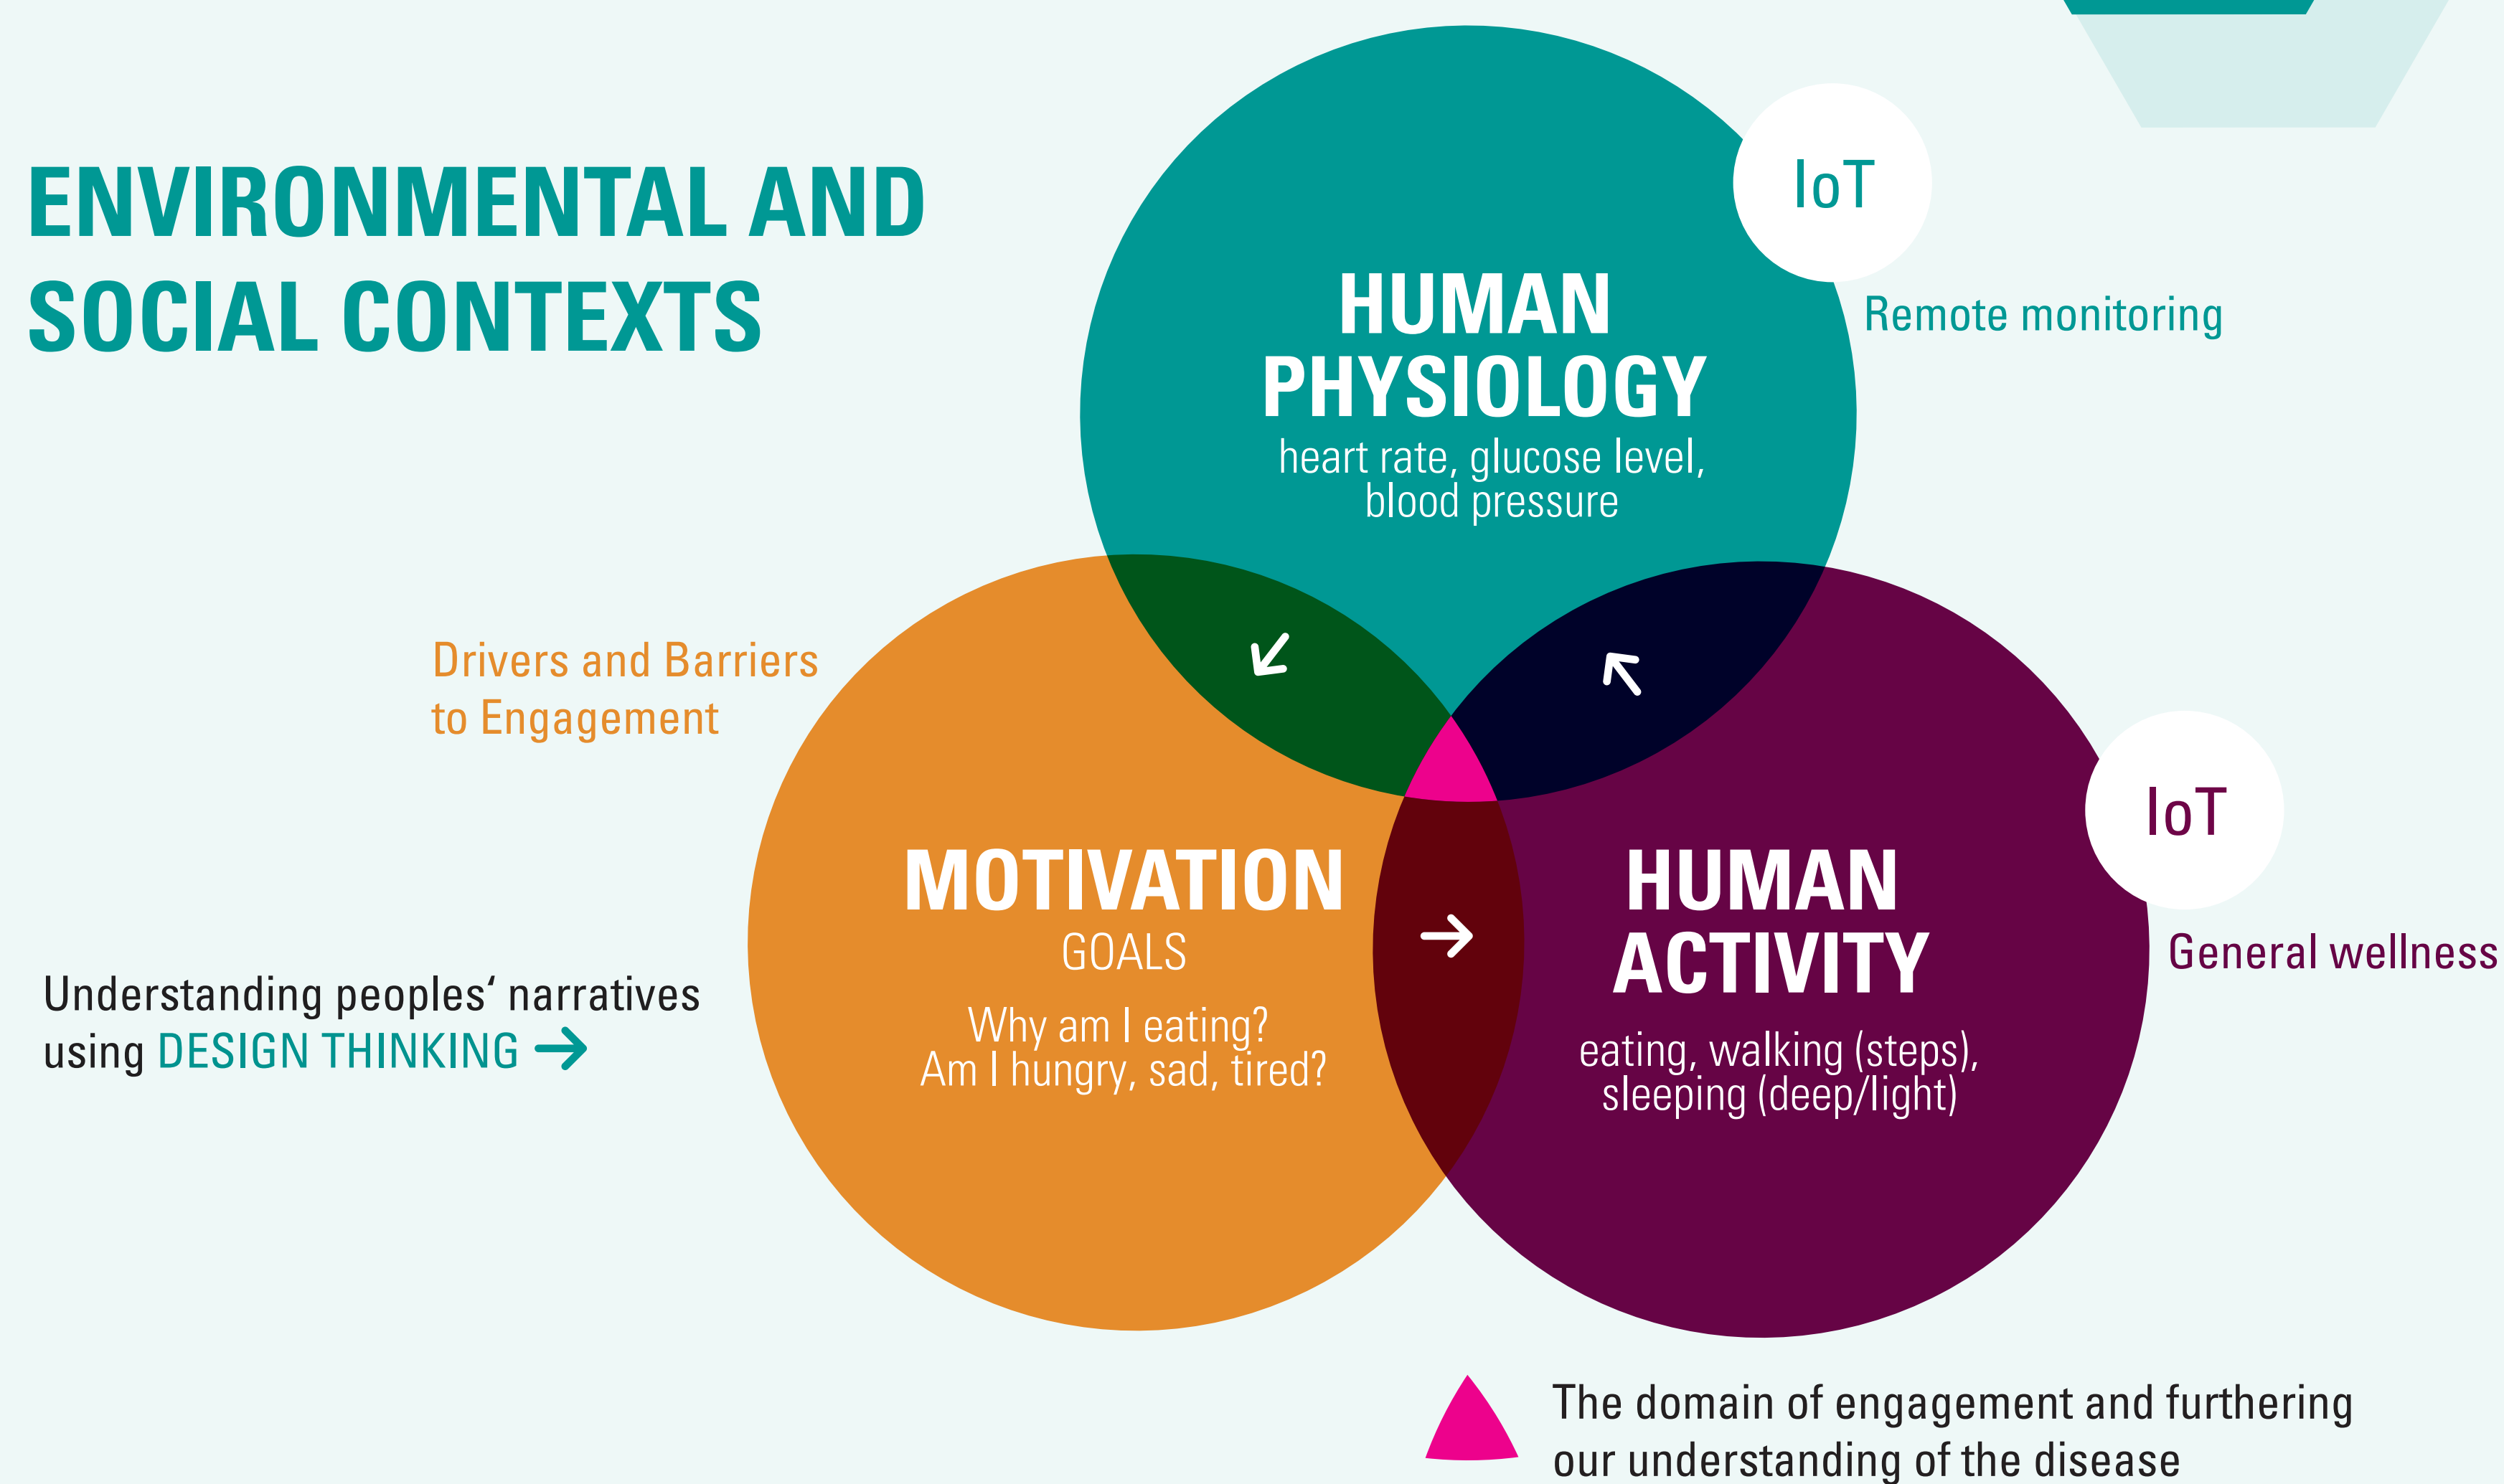 ENVIRONMENTAL AND
SOCIAL CONTEXTS
IoT
Remote monitoring
HUMAN
PHYSIOLOGY
heart rate, glucose level,
blood pressure
Drivers and Barriers
to Engagement
MOTIVATION
GOALS
Why am I eating?
Am I hungry, sad, tired?
IoT
General wellness
HUMAN
ACTIVITY
eating, walking (steps),
sleeping (deep/light)
Understanding peoples‘ narratives
using DESIGN THINKING →
The domain of engagement and furthering
our understanding of the disease